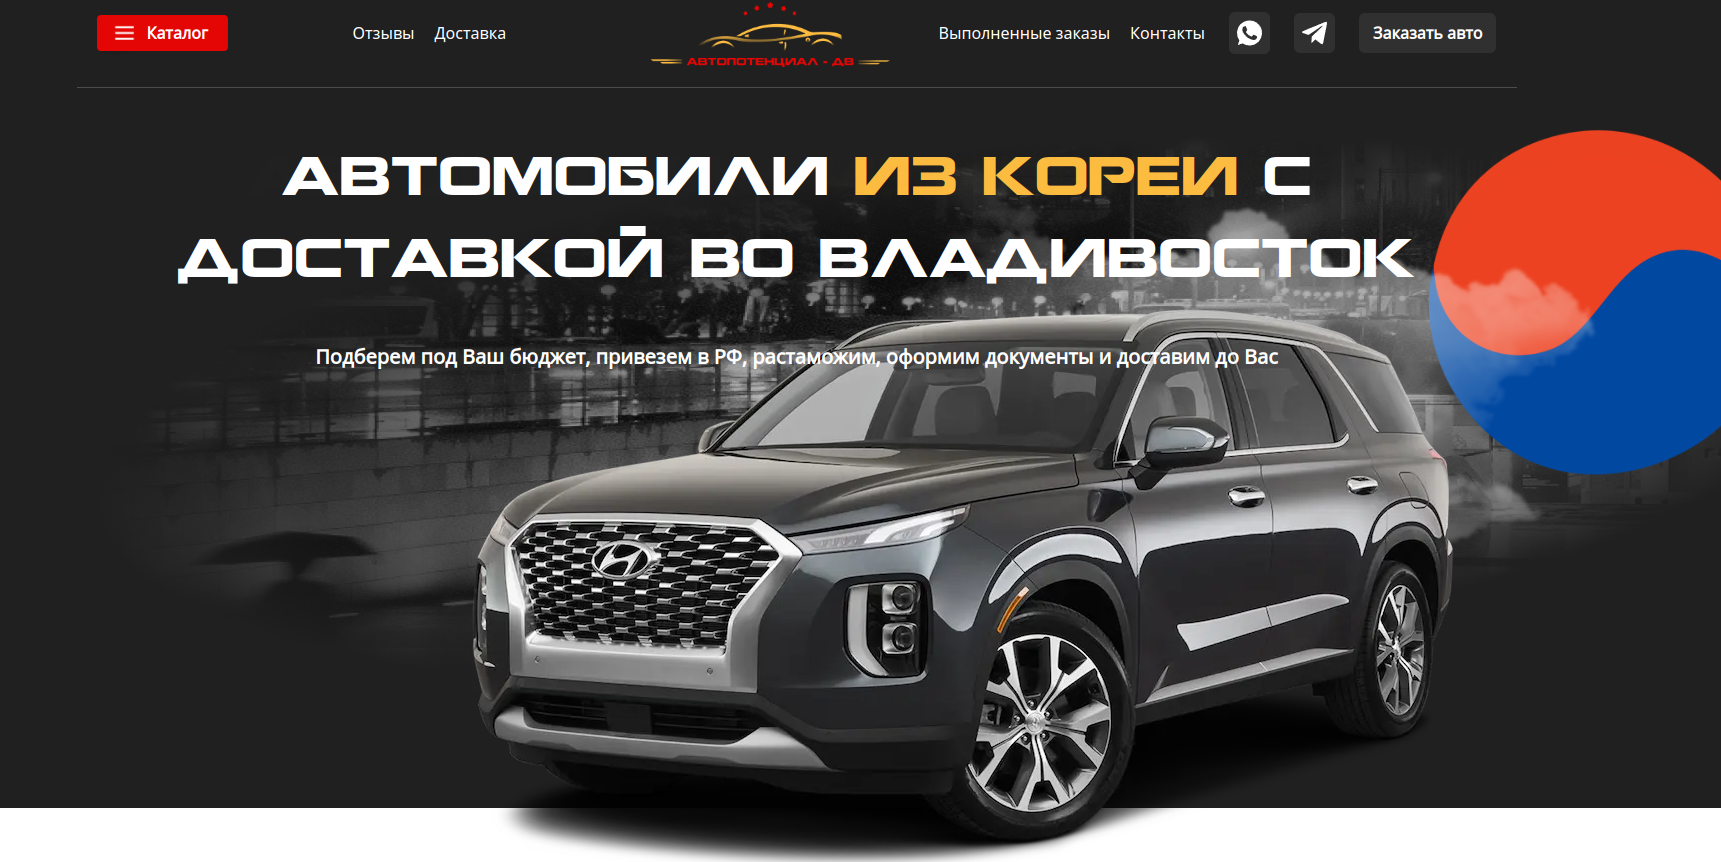 Каталог
Отзывы
Доставка
АВТОПОТЕНЦИАЛ - ДВ
Выполненные заказы
Контакты
Заказать авто
АВТОМОБИЛИ ИЗ КОРЕИ С
ДОСТАВКОЙ ВО ВЛАДИВОСТОК
Подберем под Ваш бюджет, привезем в РФ, растаможим, оформим документы и доставим до Вас